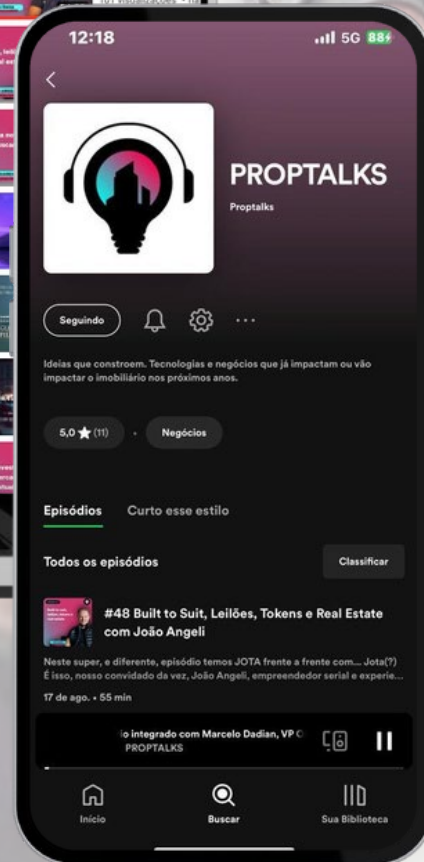 12:18
5G 88
PROPTALKS
Proptalks
Seguindo
Ideias que constroem. Tecnologias e negócios que já impactam ou vão
impactar o imobiliário nos próximos anos.
5,0 ★ (11) • Negócios
Episódios Curto esse estilo
Todos os episódios Classificar
#48 Built to Suit, Leilões, Tokens e Real Estate
com João Angeli
Neste super, e diferente, episódio temos JOTA frente a frente com... Jota(?)
É isso, nosso convidado da vez, João Angeli, empreendedor serial e experie...
17 de ago. • 55 min
io integrado com Marcelo Dadian, VP
PROPTALKS
Início Buscar Sua Biblioteca